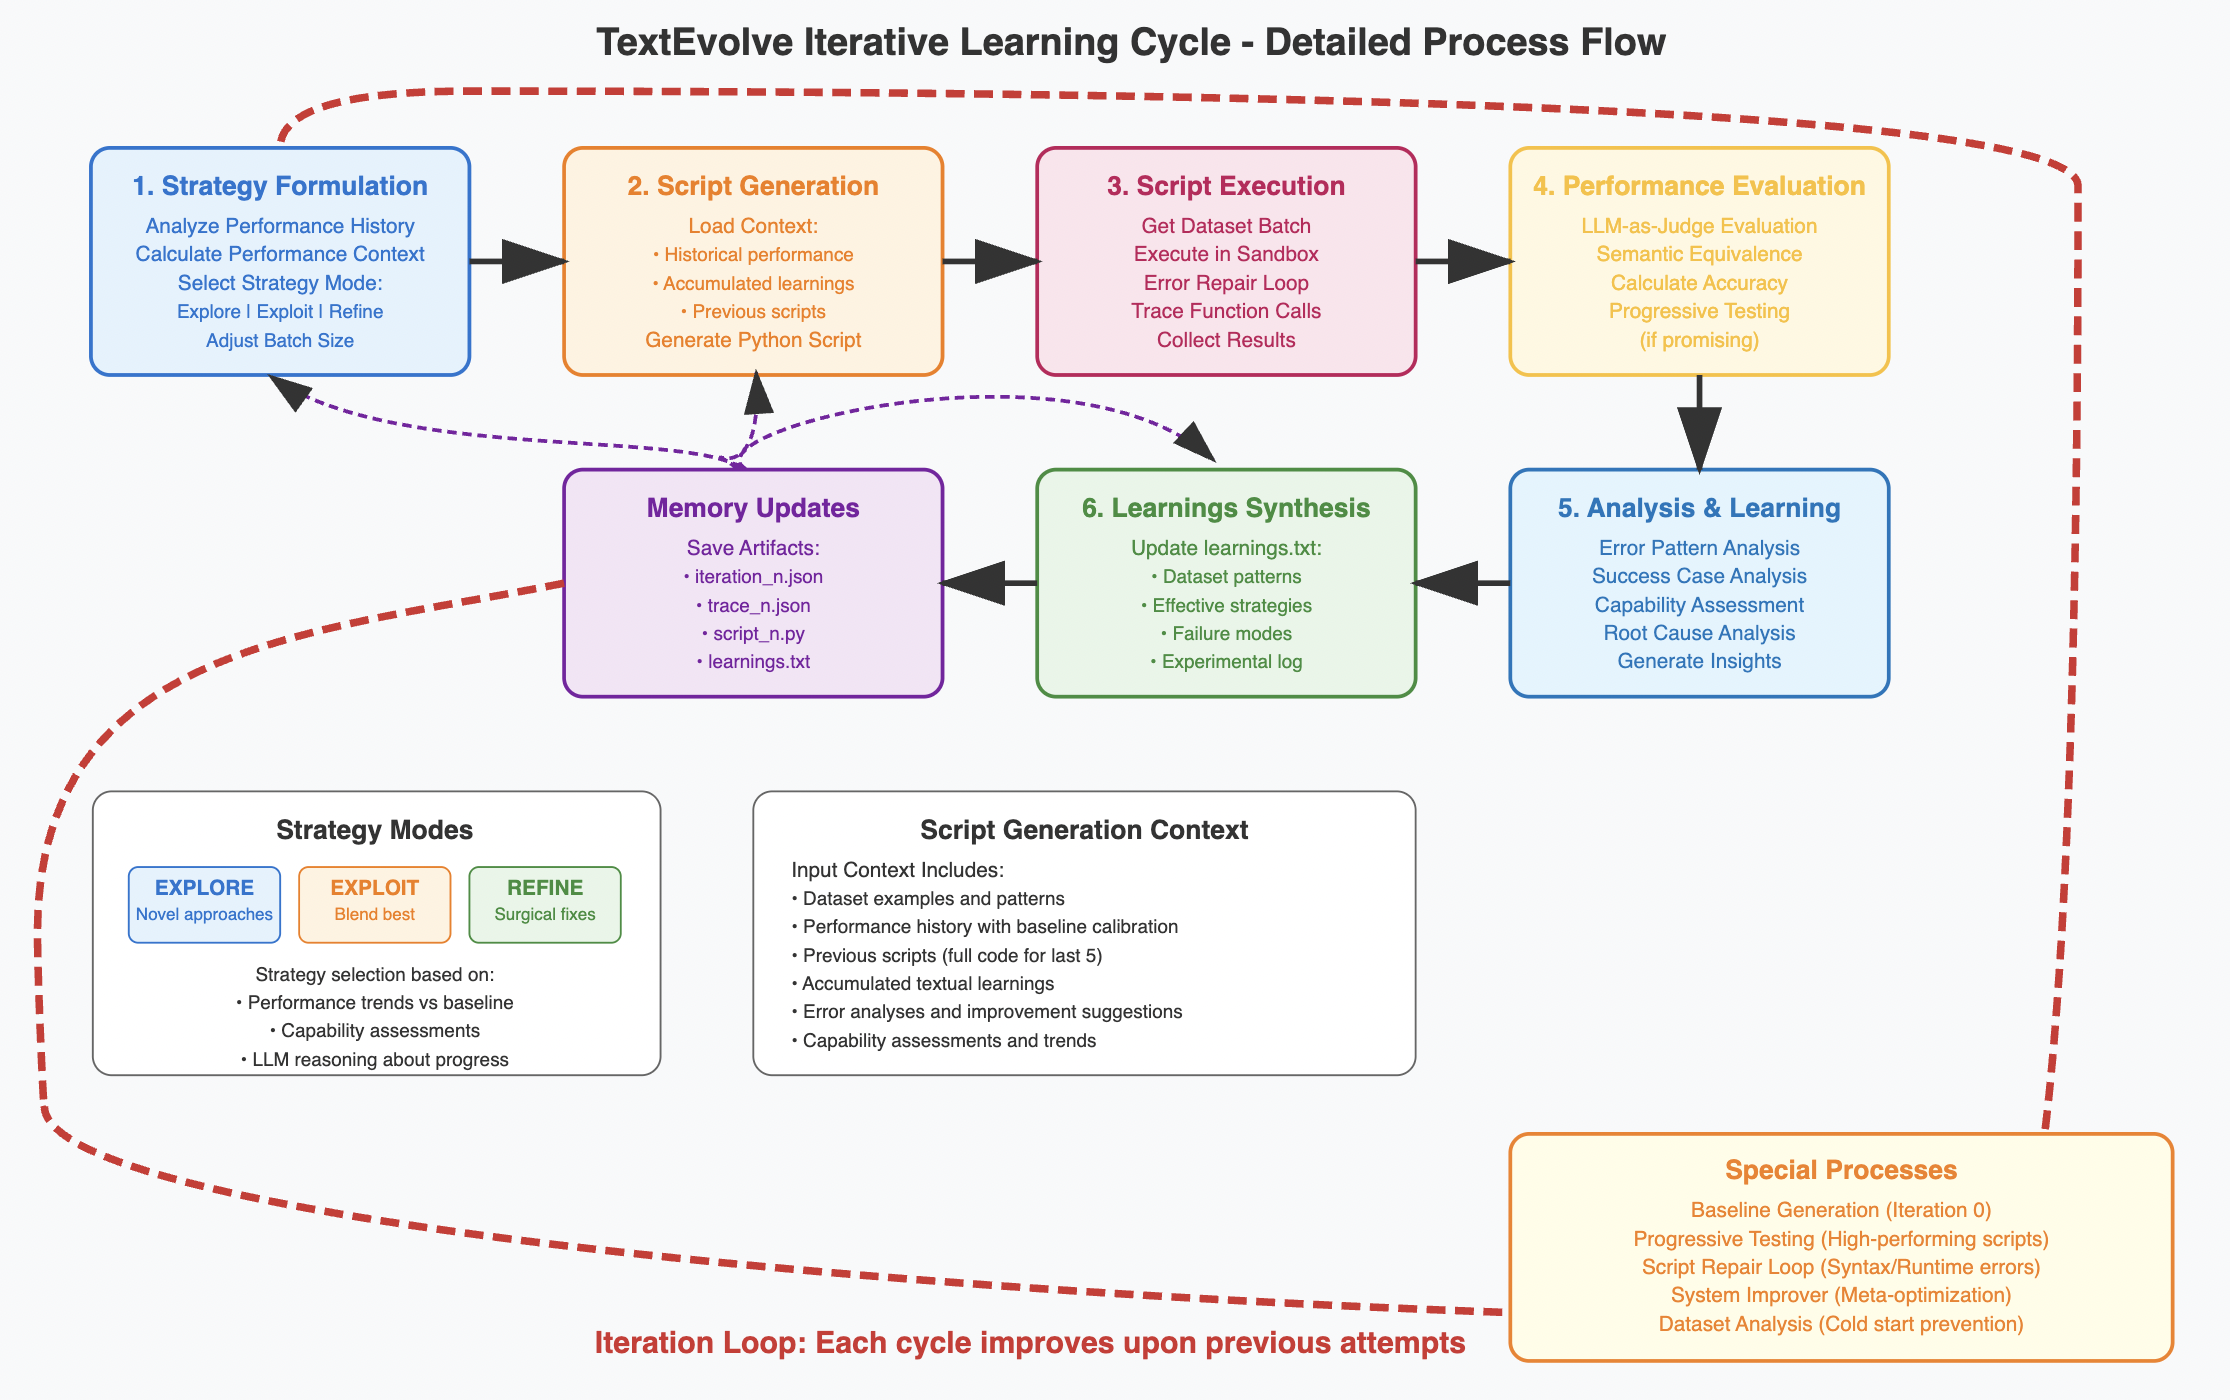 TextEvolve Iterative Learning Cycle - Detailed Process Flow
1. Strategy Formulation
Analyze Performance History
Calculate Performance Context
Select Strategy Mode:
Explore | Exploit | Refine
Adjust Batch Size
2. Script Generation
Load Context:
• Historical performance
• Accumulated learnings
• Previous scripts
Generate Python Script
3. Script Execution
Get Dataset Batch
Execute in Sandbox
Error Repair Loop
Trace Function Calls
Collect Results
4. Performance Evaluation
LLM-as-Judge Evaluation
Semantic Equivalence
Calculate Accuracy
Progressive Testing
(if promising)
5. Analysis & Learning
Error Pattern Analysis
Success Case Analysis
Capability Assessment
Root Cause Analysis
Generate Insights
6. Learnings Synthesis
Update learnings.txt:
• Dataset patterns
• Effective strategies
• Failure modes
• Experimental log
Memory Updates
Save Artifacts:
• iteration_n.json
• trace_n.json
• script_n.py
• learnings.txt
Strategy Modes
EXPLORE
Novel approaches
EXPLOIT
Blend best
REFINE
Surgical fixes
Strategy selection based on:
• Performance trends vs baseline
• Capability assessments
• LLM reasoning about progress
Script Generation Context
Input Context Includes:
• Dataset examples and patterns
• Performance history with baseline calibration
• Previous scripts (full code for last 5)
• Accumulated textual learnings
• Error analyses and improvement suggestions
• Capability assessments and trends
Special Processes
Baseline Generation (Iteration 0)
Progressive Testing (High-performing scripts)
Script Repair Loop (Syntax/Runtime errors)
System Improver (Meta-optimization)
Dataset Analysis (Cold start prevention)
Iteration Loop: Each cycle improves upon previous attempts